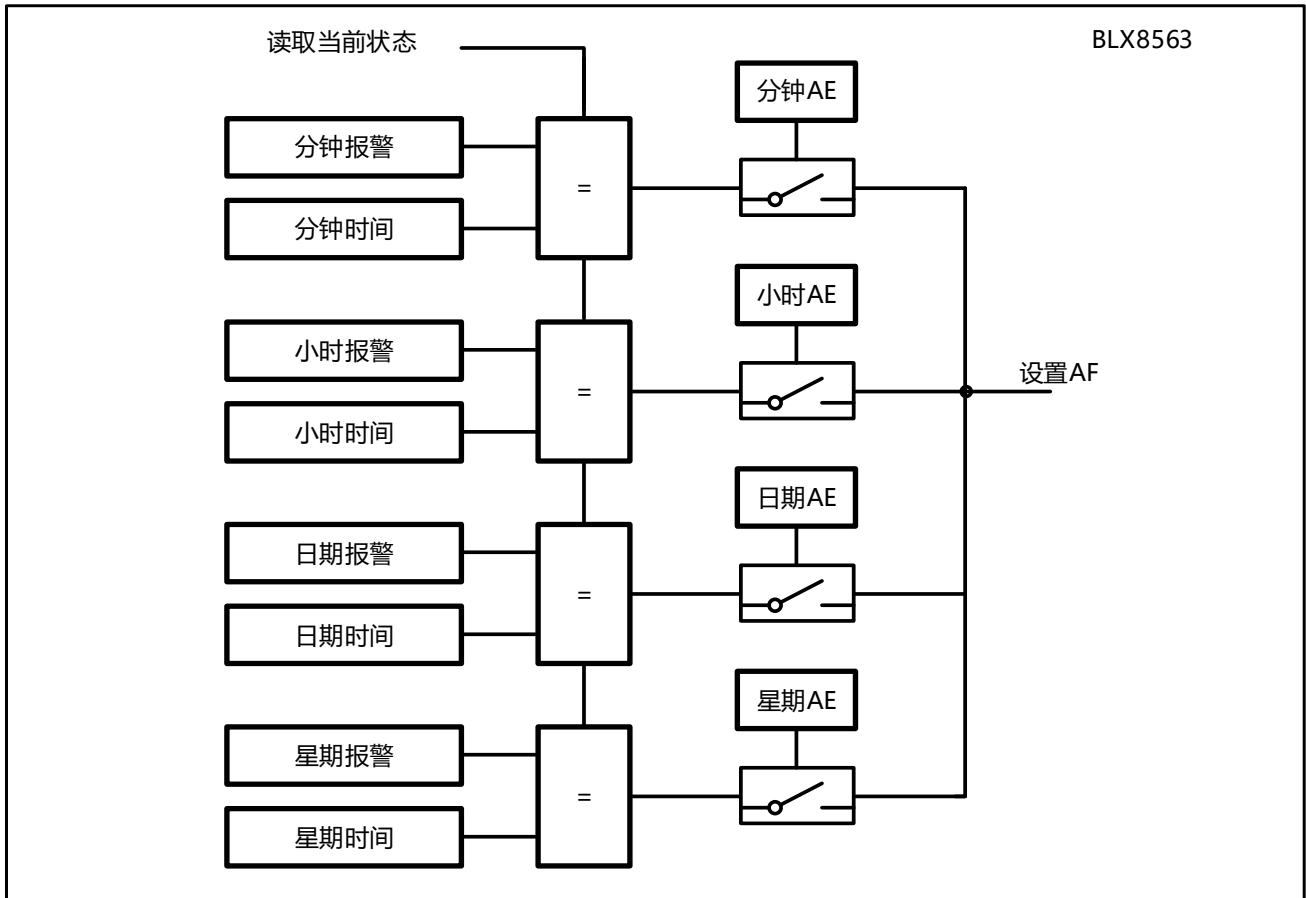 读取当前状态
BLX8563
分钟AE
分钟报警
=
分钟时间
小时AE
小时报警
=
小时时间
设置AF
日期AE
日期报警
=
日期时间
星期AE
星期报警
=
星期时间